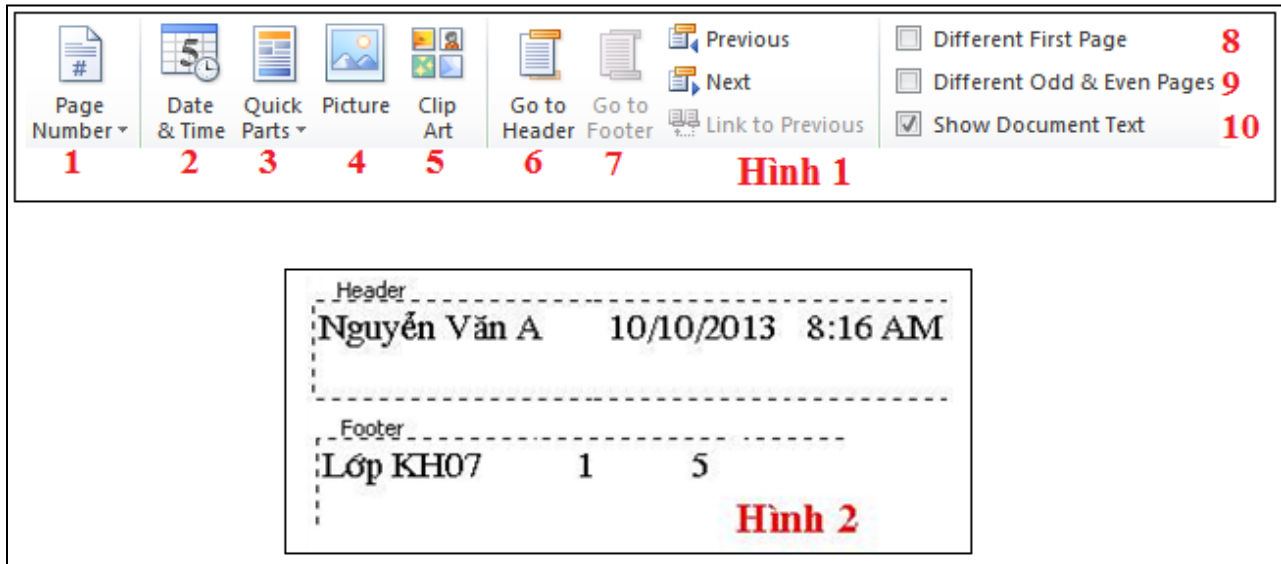 Page Number
1
Date & Time
2
Quick Parts
3
Picture
4
Clip Art
5
Go to Header
6
Go to Footer
7
Previous
Next
Link to Previous
Hình 1
Different First Page 8
Different Odd & Even Pages 9
Show Document Text 10
#
5
Header
Nguyễn Văn A 10/10/2013 8:16 AM
Footer
Lớp KH07 1 5
Hình 2